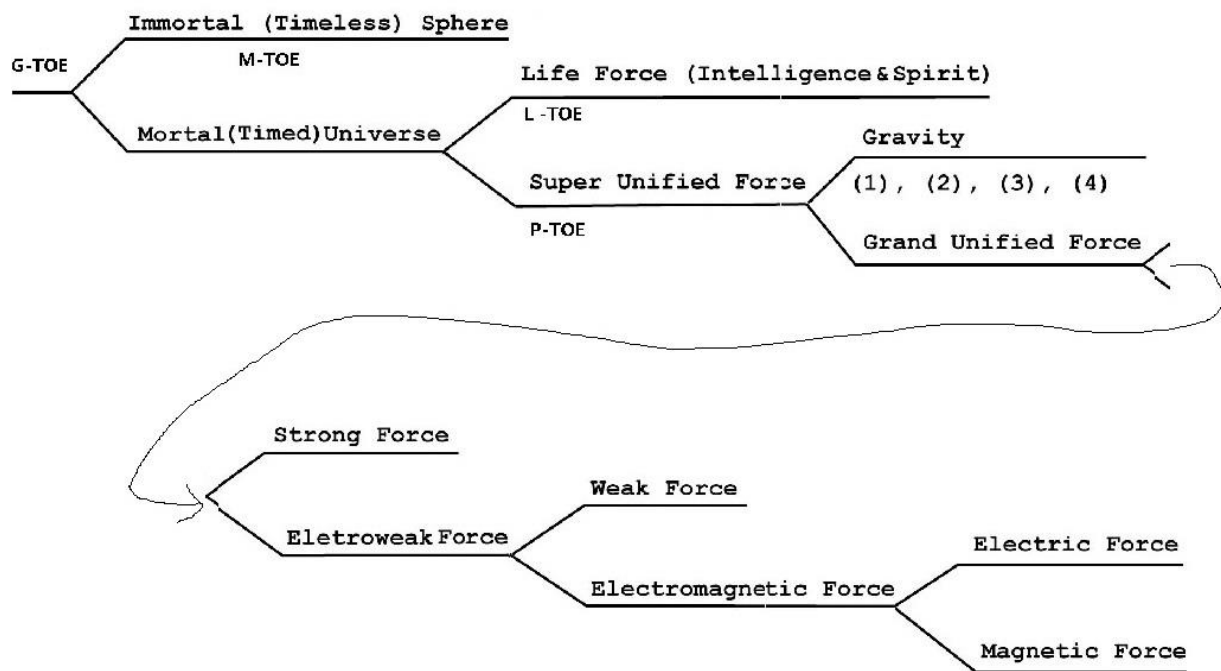 Immortal (Timeless) Sphere
G-TOE
M-TOE
Life Force (Intelligence & Spirit)
L -TOE
Mortal(Timed)Universe
Gravity
Super Unified Force
(1), (2), (3), (4)
P-TOE
Grand Unified Force
Strong Force
Weak Force
Eletroweak Force
Electric Force
Electromagnetic Force
Magnetic Force